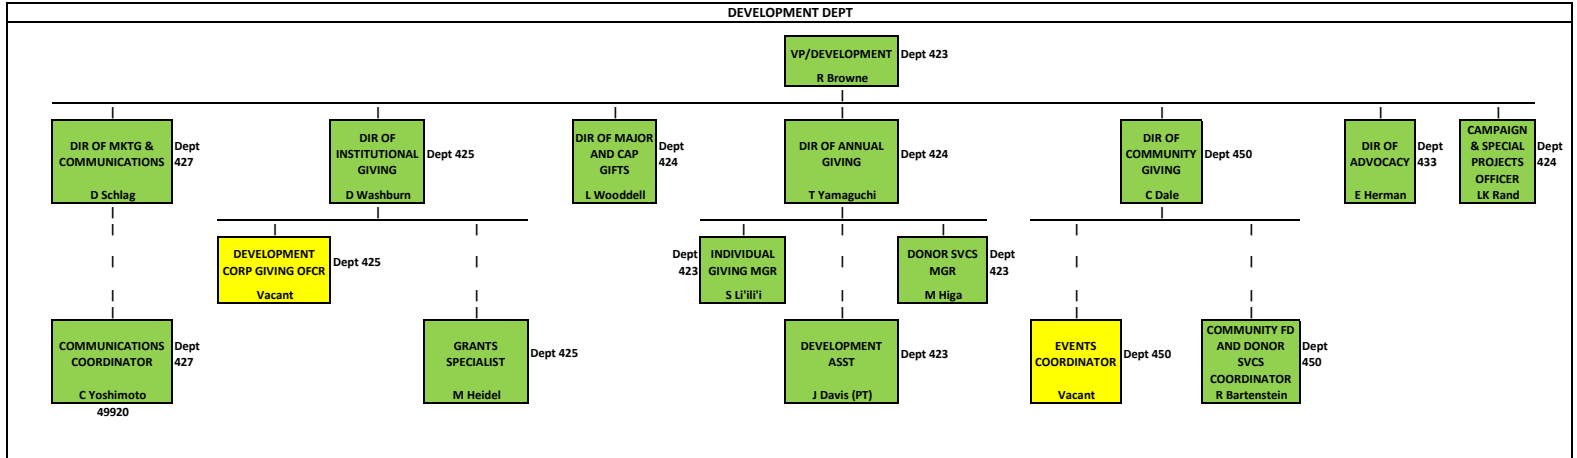 DEVELOPMENT DEPT
VP/DEVELOPMENT
R Browne
Dept 423
DIR OF MKTG &
COMMUNICATIONS
D Schlag
Dept
427
DIR OF
INSTITUTIONAL
GIVING
D Washburn
Dept 425
DIR OF MAJOR
AND CAP
GIFTS
L Wooddell
Dept
424
DIR OF ANNUAL
GIVING
T Yamaguchi
Dept 424
DIR OF
COMMUNITY
GIVING
C Dale
Dept 450
DIR OF
ADVOCACY
E Herman
Dept
433
CAMPAIGN
& SPECIAL
PROJECTS
OFFICER
LK Rand
Dept
424
DEVELOPMENT
CORP GIVING OFCR
Vacant
Dept 425
Dept
423
INDIVIDUAL
GIVING MGR
S Li'ili'i
DONOR SVCS
MGR
M Higa
Dept
423
COMMUNICATIONS
COORDINATOR
C Yoshimoto
49920
Dept
427
GRANTS
SPECIALIST
M Heidel
Dept 425
DEVELOPMENT
ASST
J Davis (PT)
Dept 423
EVENTS
COORDINATOR
Vacant
Dept 450
COMMUNITY FD
AND DONOR
SVCS
COORDINATOR
R Bartenstein
Dept
450